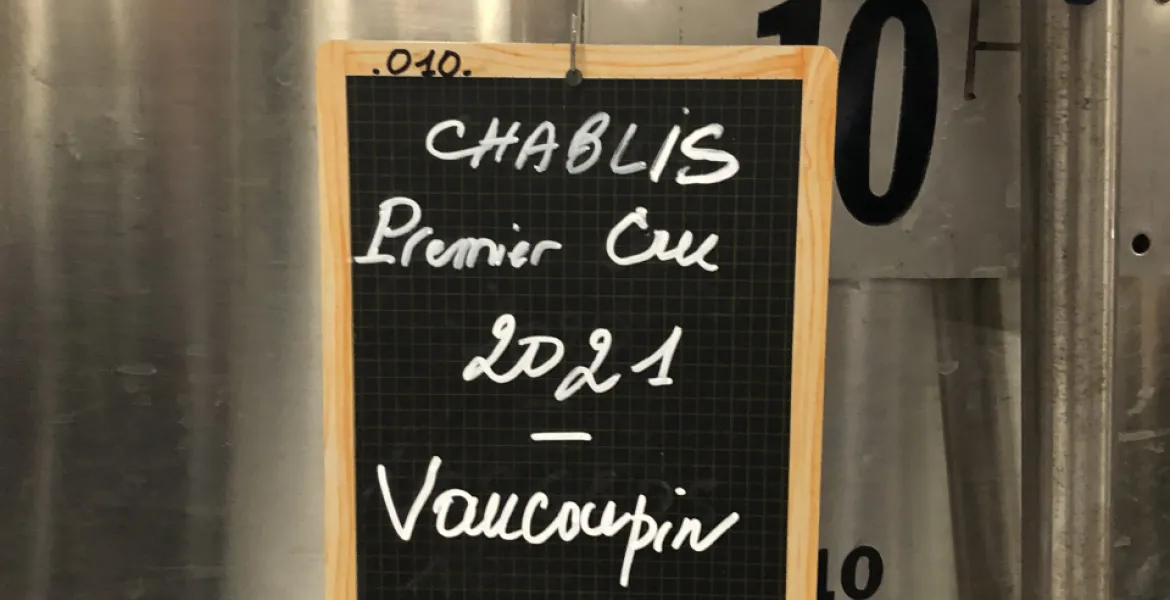 .010.
10
CHABLIS
Premier Cru
2021
—
Vaucoupin
10